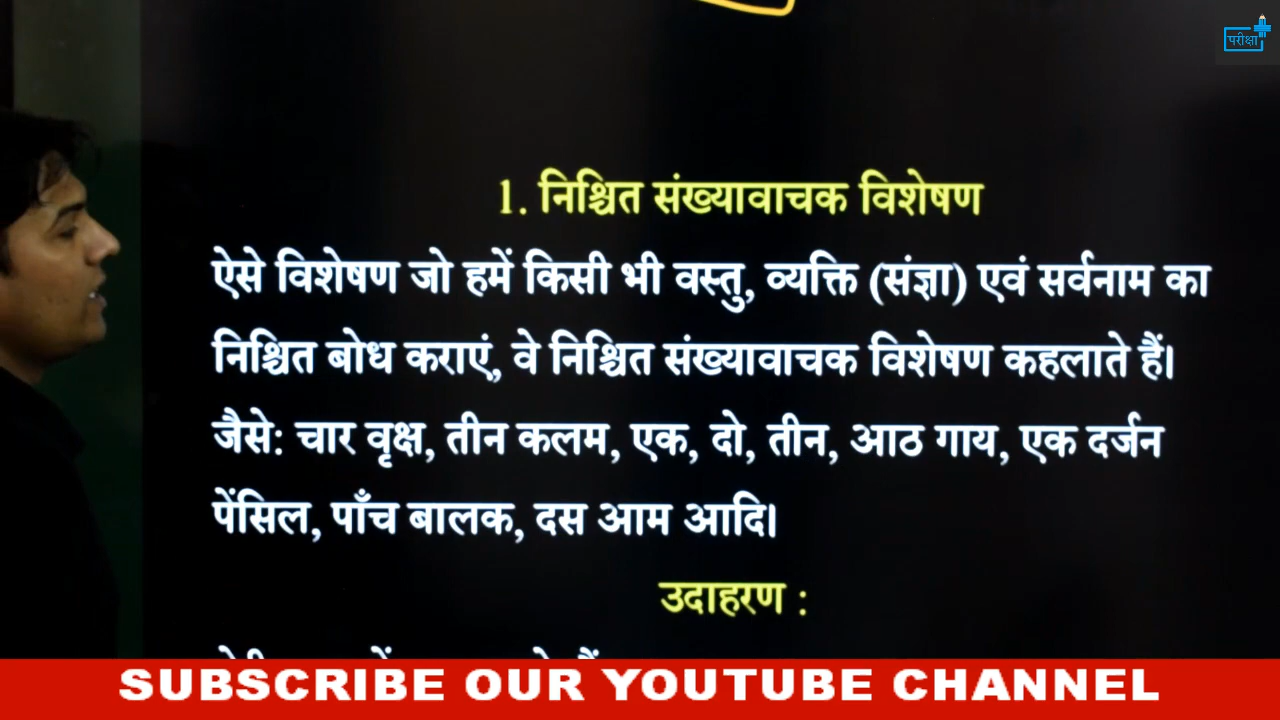 परीक्षा
1. निश्चित संख्यावाचक विशेषण
ऐसे विशेषण जो हमें किसी भी वस्तु, व्यक्ति (संज्ञा) एवं सर्वनाम का
निश्चित बोध कराएं, वे निश्चित संख्यावाचक विशेषण कहलाते हैं।
जैसे: चार वृक्ष, तीन कलम, एक, दो, तीन, आठ गाय, एक दर्जन
पेंसिल, पाँच बालक, दस आम आदि।
उदाहरण :
SUBSCRIBE OUR YOUTUBE CHANNEL